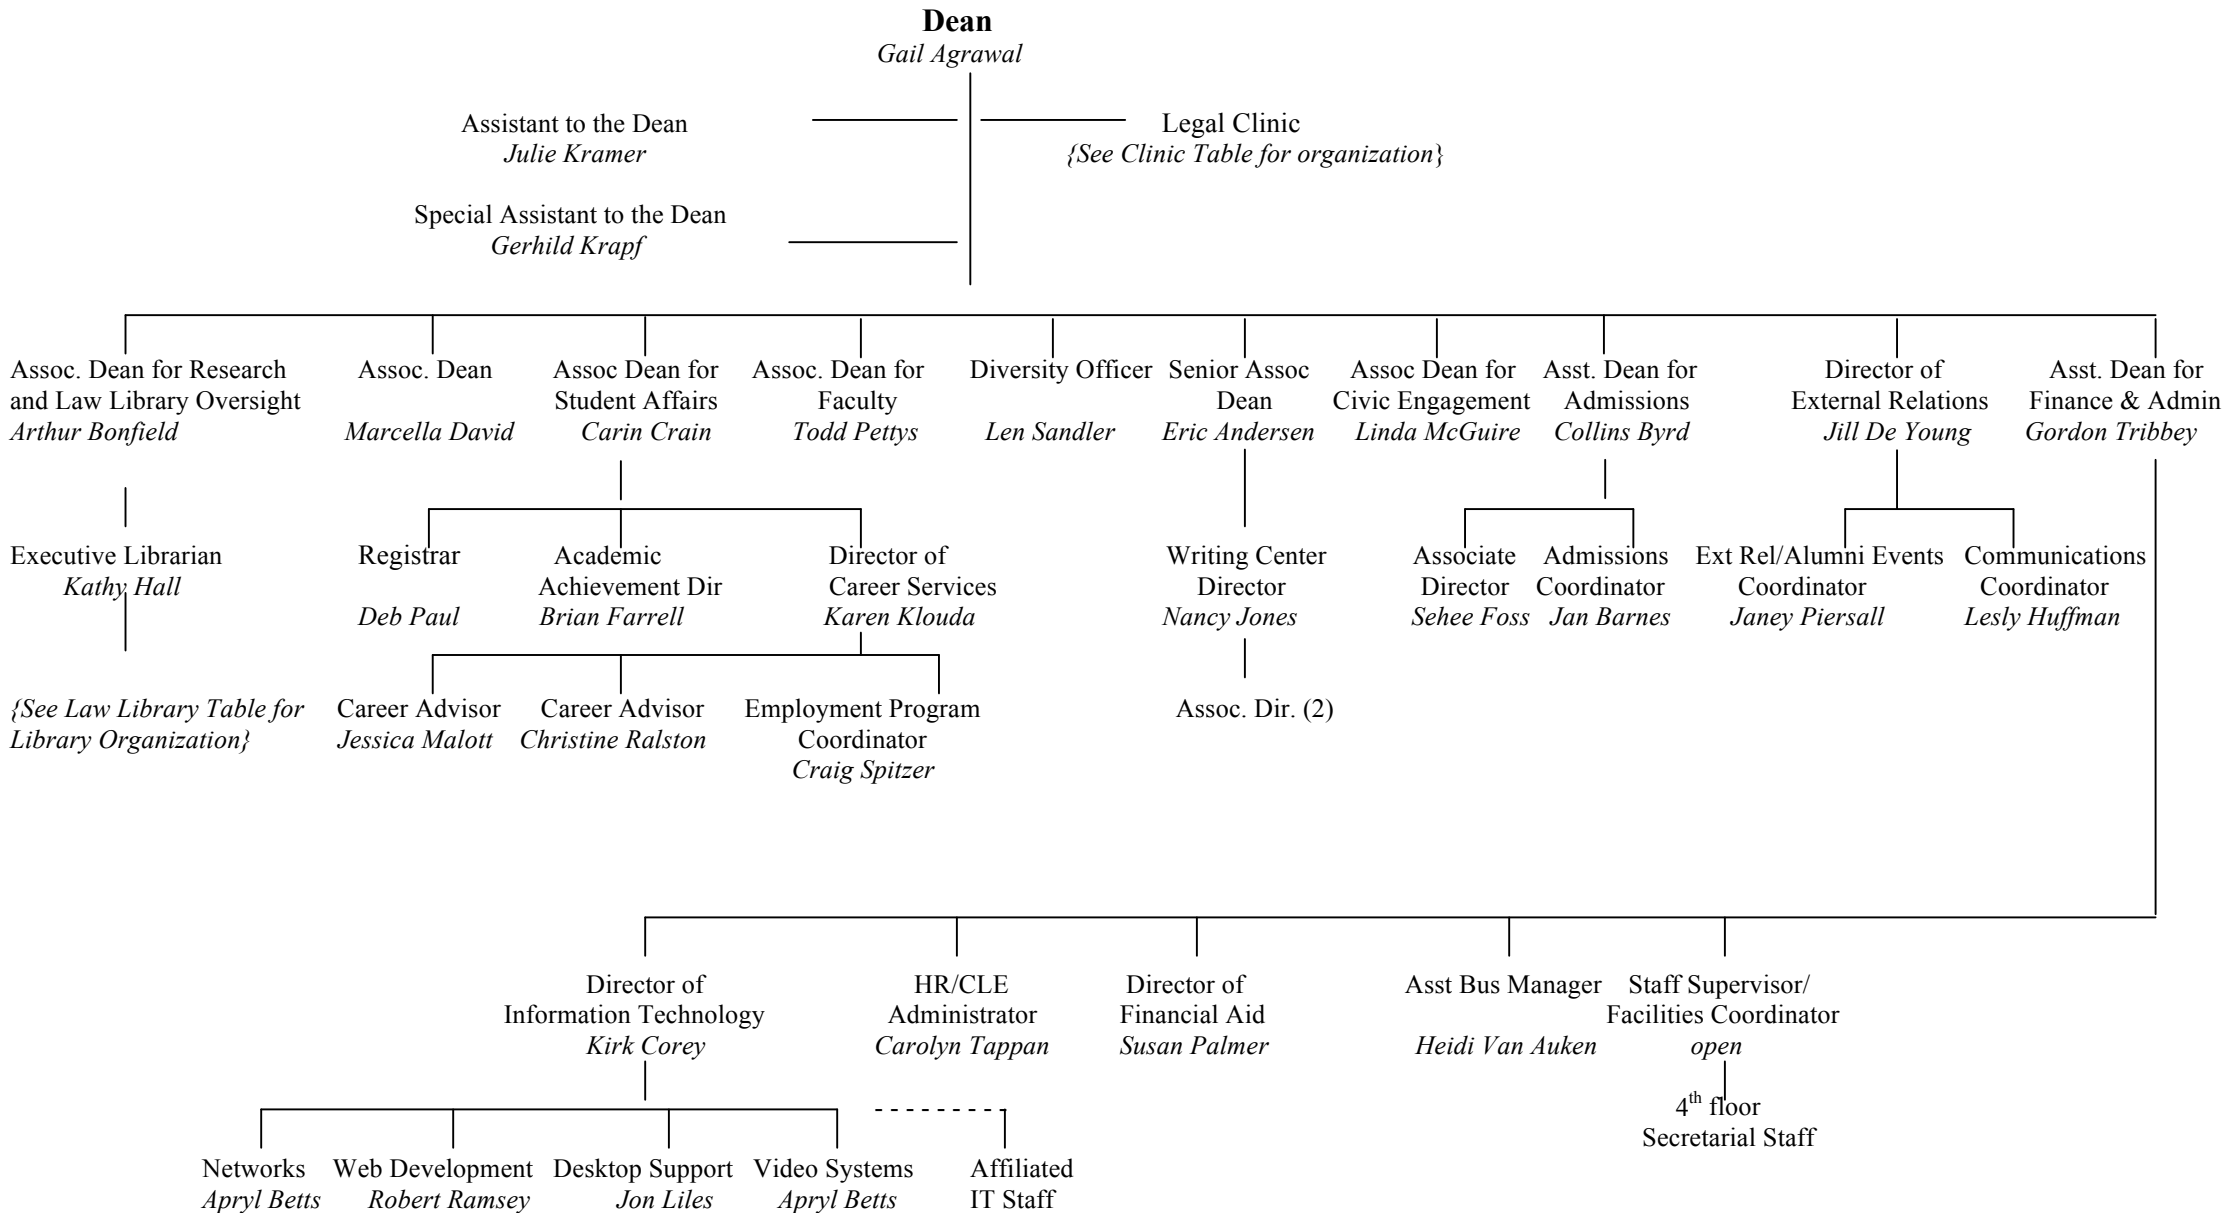 Dean
Gail Agrawal
Assistant to the Dean
Julie Kramer
Legal Clinic
{See Clinic Table for organization}
Special Assistant to the Dean
Gerhild Krapf
Assoc. Dean for Research
and Law Library Oversight
Arthur Bonfield
Assoc. Dean
Marcella David
Assoc Dean for
Student Affairs
Carin Crain
Assoc. Dean for
Faculty
Todd Pettys
Diversity Officer
Len Sandler
Senior Assoc
Dean
Eric Andersen
Assoc Dean for
Civic Engagement
Linda McGuire
Asst. Dean for
Admissions
Collins Byrd
Director of
External Relations
Jill De Young
Asst. Dean for
Finance & Admin
Gordon Tribbey
Executive Librarian
Kathy Hall
Registrar
Deb Paul
Academic
Achievement Dir
Brian Farrell
Director of
Career Services
Karen Klouda
Writing Center
Director
Nancy Jones
Associate
Director
Sehee Foss
Admissions
Coordinator
Jan Barnes
Ext Rel/Alumni Events
Coordinator
Janey Piersall
Communications
Coordinator
Lesly Huffman
{See Law Library Table for
Library Organization}
Career Advisor
Jessica Malott
Career Advisor
Christine Ralston
Employment Program
Coordinator
Craig Spitzer
Assoc. Dir. (2)
Director of
Information Technology
Kirk Corey
HR/CLE
Administrator
Carolyn Tappan
Director of
Financial Aid
Susan Palmer
Asst Bus Manager
Heidi Van Auken
Staff Supervisor/
Facilities Coordinator
open
4th floor
Secretarial Staff
Networks
Apryl Betts
Web Development
Robert Ramsey
Desktop Support
Jon Liles
Video Systems
Apryl Betts
Affiliated
IT Staff